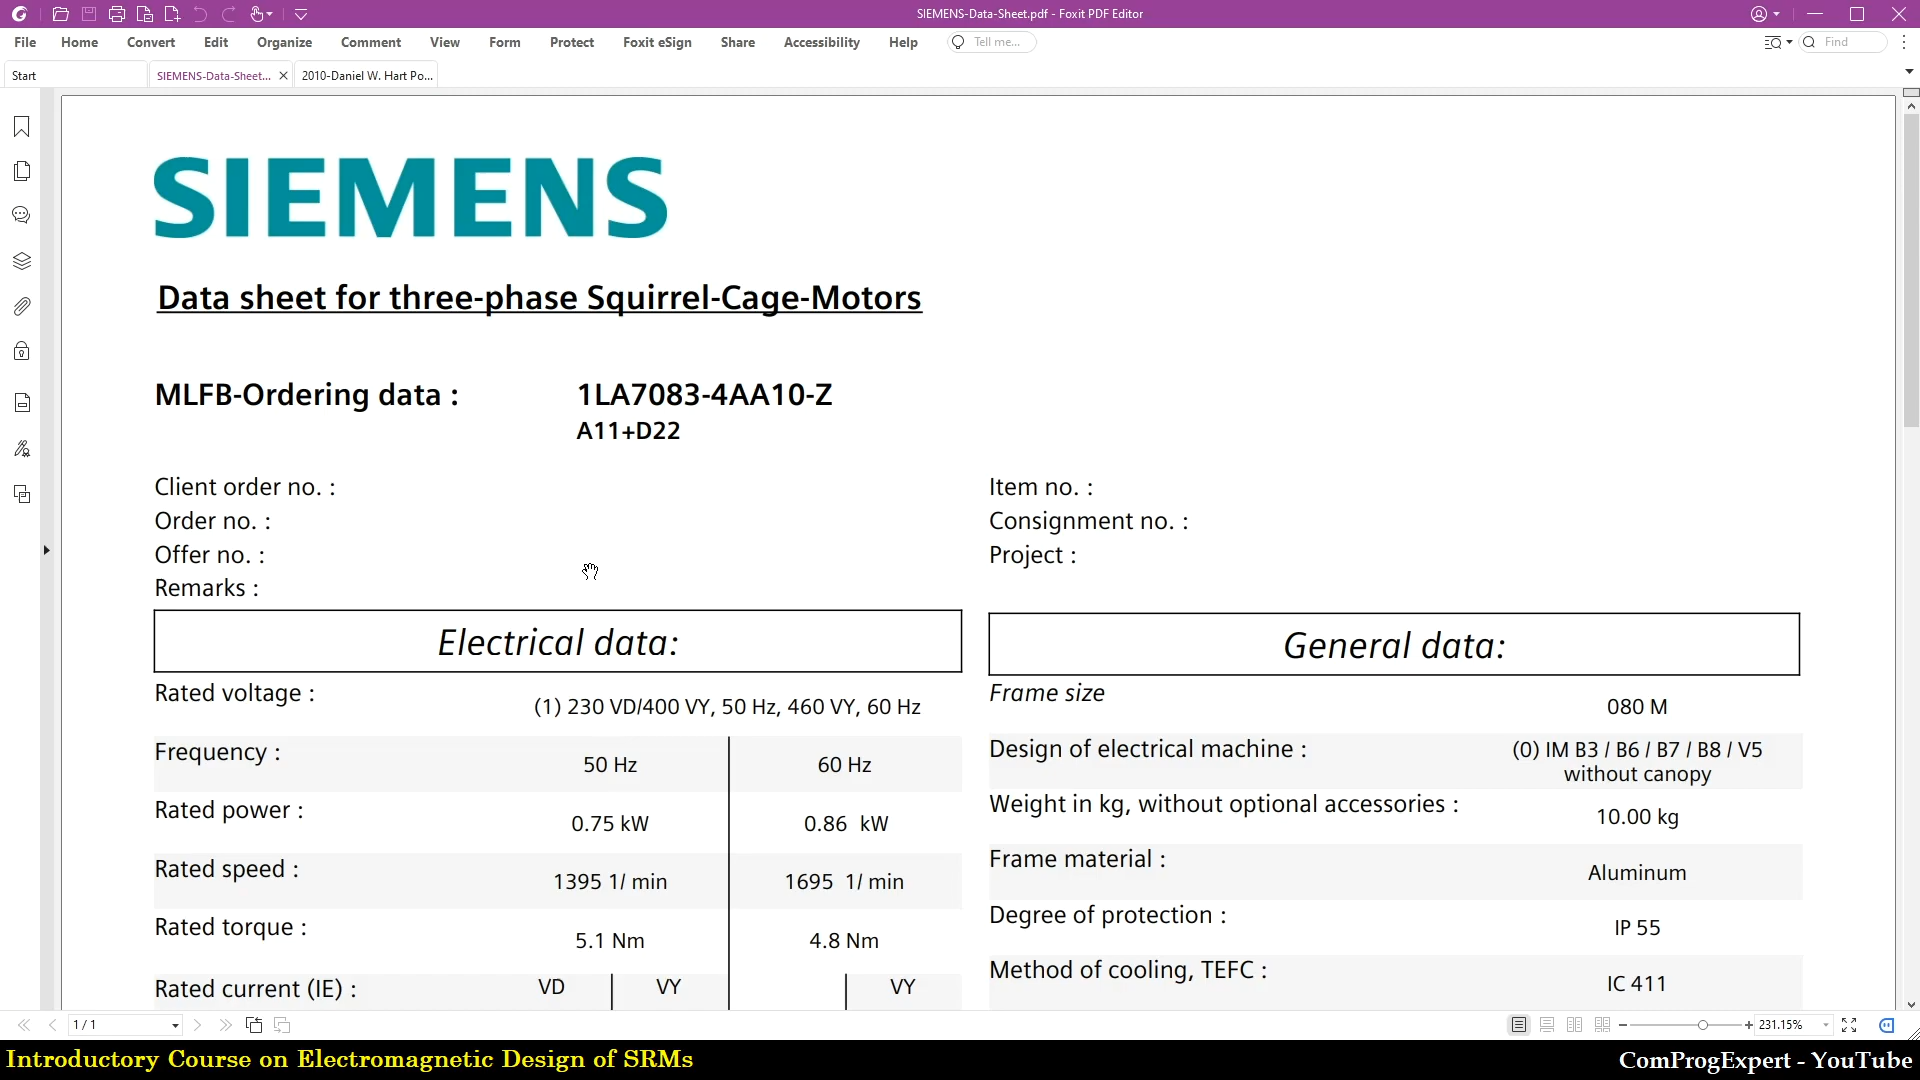 SIEMENS-Data-Sheet.pdf - Foxit PDF Editor
File Home Convert Edit Organize Comment View Form Protect Foxit eSign Share Accessibility Help Tell me... Find
Start SIEMENS-Data-Sheet... 2010-Daniel W. Hart Po...
SIEMENS
Data sheet for three-phase Squirrel-Cage-Motors
MLFB-Ordering data : 1LA7083-4AA10-Z
A11+D22
Client order no. : Item no. :
Order no. : Consignment no. :
Offer no. : Project :
Remarks :
Electrical data:
Rated voltage : (1) 230 VD/400 VY, 50 Hz, 460 VY, 60 Hz
Frequency : 50 Hz 60 Hz
Rated power : 0.75 kW 0.86 kW
Rated speed : 1395 1/ min 1695 1/ min
Rated torque : 5.1 Nm 4.8 Nm
Rated current (IE) : VD VY VY
General data:
Frame size 080 M
Design of electrical machine : (0) IM B3 / B6 / B7 / B8 / V5
without canopy
Weight in kg, without optional accessories : 10.00 kg
Frame material : Aluminum
Degree of protection : IP 55
Method of cooling, TEFC : IC 411
1 / 1 231.15%
Introductory Course on Electromagnetic Design of SRMs ComProgExpert - YouTube